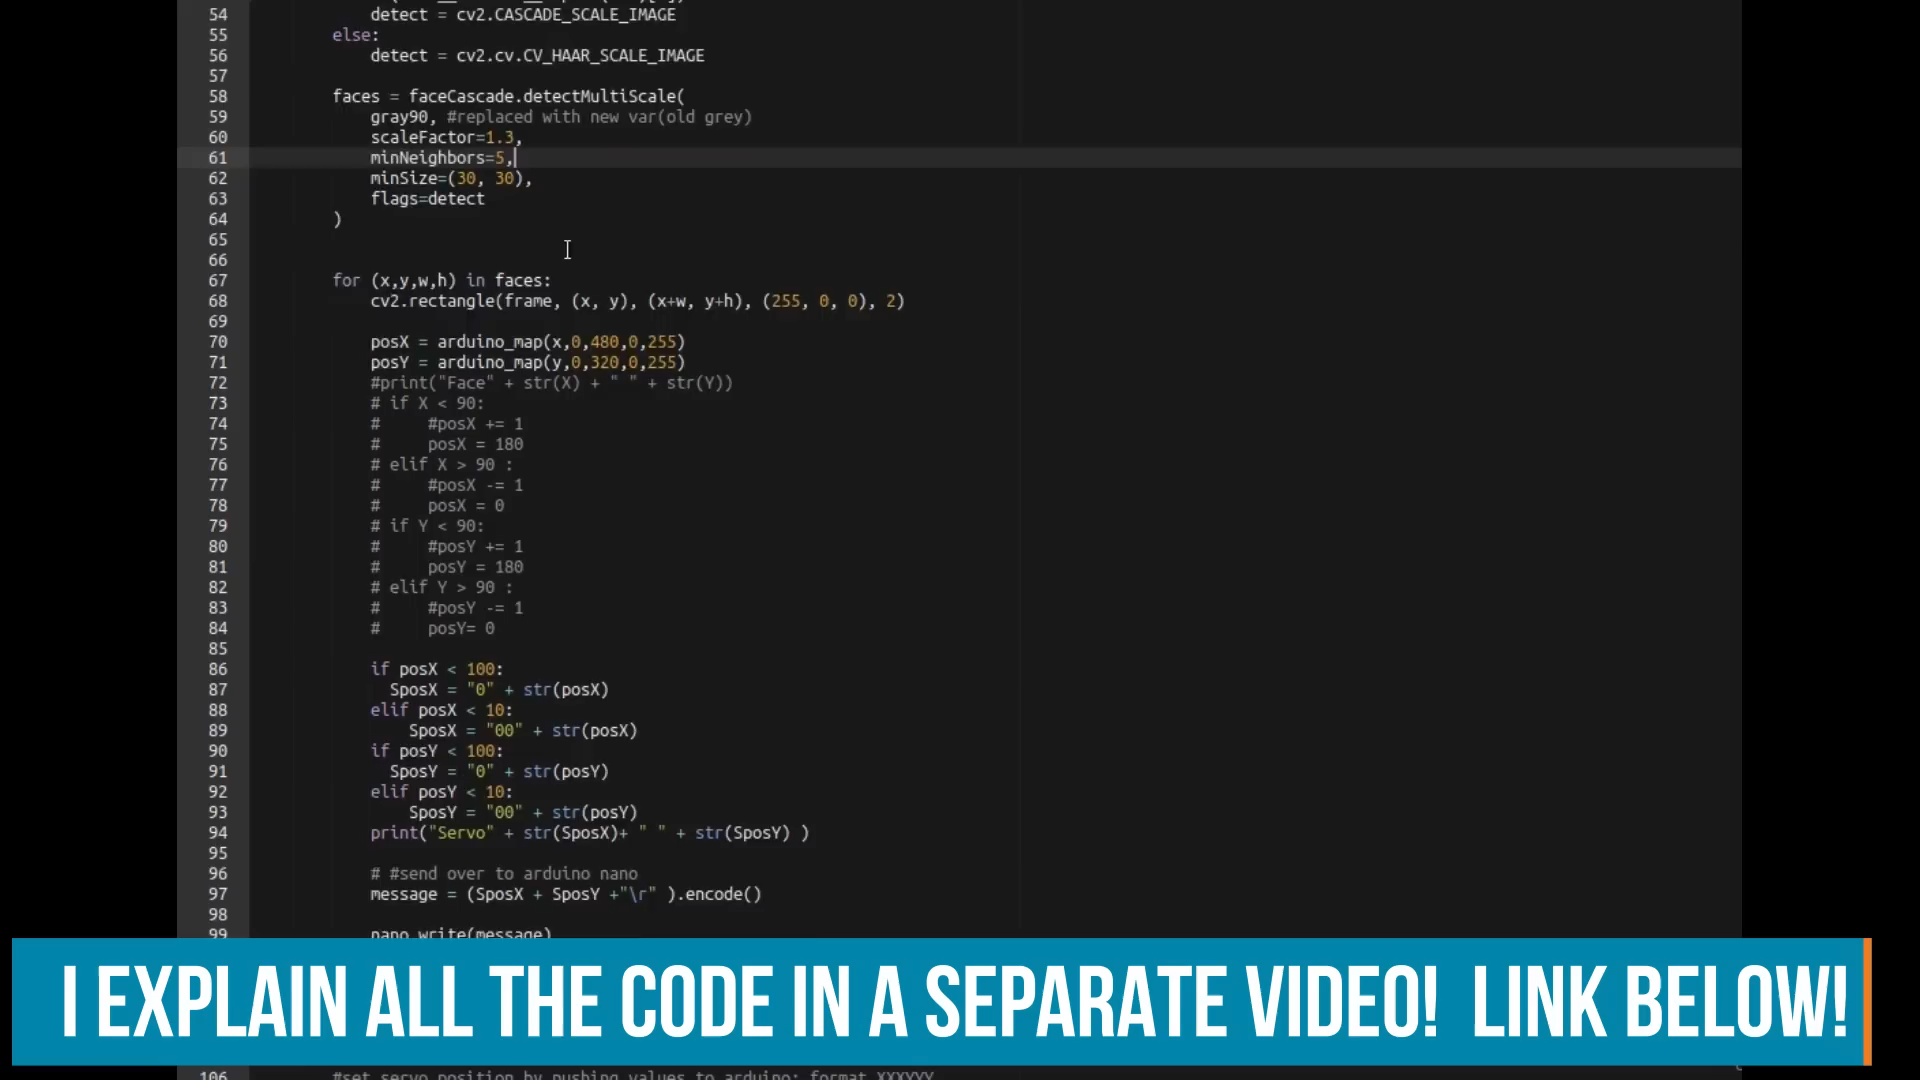 54 detect = cv2.CASCADE_SCALE_IMAGE
55 else:
56 detect = cv2.cv.CV_HAAR_SCALE_IMAGE
57
58 faces = faceCascade.detectMultiScale(
59 gray90, #replaced with new var(old grey)
60 scaleFactor=1.3,
61 minNeighbors=5,
62 minSize=(30, 30),
63 flags=detect
64 )
65
66
67 for (x,y,w,h) in faces:
68 cv2.rectangle(frame, (x, y), (x+w, y+h), (255, 0, 0), 2)
69
70 posX = arduino_map(x,0,480,0,255)
71 posY = arduino_map(y,0,320,0,255)
72 #print("Face" + str(X) + " " + str(Y))
73 # if X < 90:
74 #     #posX += 1
75 #     posX = 180
76 # elif X > 90 :
77 #     #posX -= 1
78 #     posX = 0
79 # if Y < 90:
80 #     #posY += 1
81 #     posY = 180
82 # elif Y > 90 :
83 #     #posY -= 1
84 #     posY= 0
85
86 if posX < 100:
87 SposX = "0" + str(posX)
88 elif posX < 10:
89 SposX = "00" + str(posX)
90 if posY < 100:
91 SposY = "0" + str(posY)
92 elif posY < 10:
93 SposY = "00" + str(posY)
94 print("Servo" + str(SposX)+ " " + str(SposY) )
95
96 # #send over to arduino nano
97 message = (SposX + SposY +"\r" ).encode()
98
99 nano.write(message)
I EXPLAIN ALL THE CODE IN A SEPARATE VIDEO! LINK BELOW!
106 #set servo position by pushing values to arduino: format XXXYYY